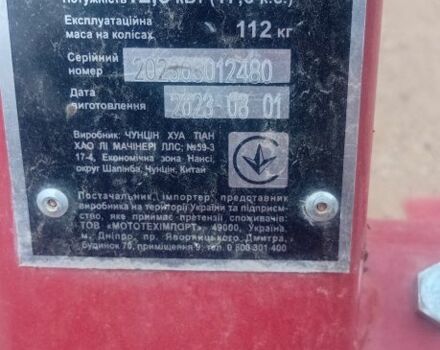 Експлуатаційна
маса на колісах 112 кг
Серійний
номер 202363012480
Дата
виготовлення 2023-08 01
Виробник: ЧУНЦІН ХУА ТІАН
ХАО ЛІ МАЧІНЕРІ ЛЛС; №59-3
17-4, Економічна зона Нансі,
округ Шапінба, Чунцін, Китай
Постачальник, імпортер, представник
виробника на території України та підприєм-
ство, яке приймає претензії споживачів:
ТОВ «МОТОТЕХІМПОРТ», 49000, Україна,
м. Дніпро, пр. Яворницького Дмитра,
будинок 70, приміщення 9, тел. 0 800 301 400